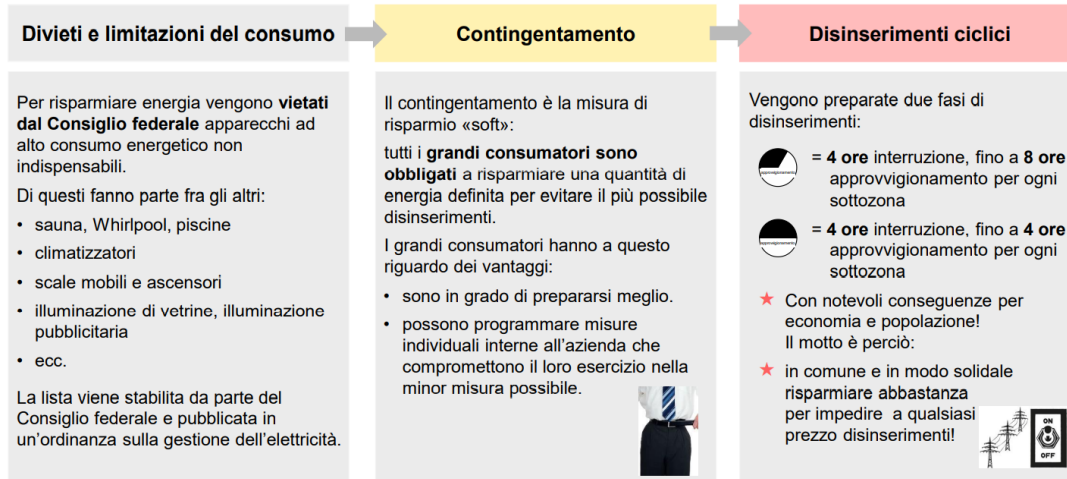 Divieti e limitazioni del consumo
Per risparmiare energia vengono vietati
dal Consiglio federale apparecchi ad
alto consumo energetico non
indispensabili.
Di questi fanno parte fra gli altri:
• sauna, Whirlpool, piscine
• climatizzatori
• scale mobili e ascensori
• illuminazione di vetrine, illuminazione
pubblicitaria
• ecc.
La lista viene stabilita da parte del
Consiglio federale e pubblicata in
un’ordinanza sulla gestione dell’elettricità.
Contingentamento
Il contingentamento è la misura di
risparmio «soft»:
tutti i grandi consumatori sono
obbligati a risparmiare una quantità di
energia definita per evitare il più possibile
disinserimenti.
I grandi consumatori hanno a questo
riguardo dei vantaggi:
• sono in grado di prepararsi meglio.
• possono programmare misure
individuali interne all’azienda che
compromettono il loro esercizio nella
minor misura possibile.
Disinserimenti ciclici
Vengono preparate due fasi di
disinserimenti:
approvvigionamento
= 4 ore interruzione, fino a 8 ore
approvvigionamento per ogni
sottozona
approvvigionamento
= 4 ore interruzione, fino a 4 ore
approvvigionamento per ogni
sottozona
★ Con notevoli conseguenze per
economia e popolazione!
Il motto è perciò:
★ in comune e in modo solidale
risparmiare abbastanza
per impedire a qualsiasi
prezzo disinserimenti!
ON
OFF